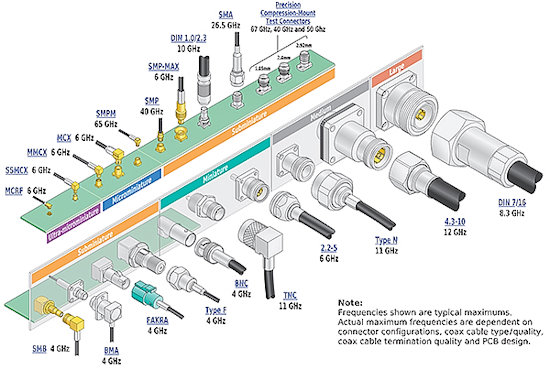 Precision
Compression-Mount
Test Connectors
67 GHz, 40 GHz and 50 Ghz
SMA
26.5 GHz
DIN 1.0/2.3
10 GHz
2.92mm
2.4mm
1.85mm
SMP-MAX
6 GHz
SMP
40 GHz
SMPM
65 GHz
MCX 6 GHz
MMCX 6 GHz
SSMCX
6 GHz
MCRF 6 GHz
Large
Medium
Subminiature
Microminiature
Ultra-microminiature
Miniature
Subminiature
DIN 7/16
8.3 GHz
4.3-10
12 GHz
Type N
11 GHz
2.2-5
6 GHz
TNC
11 GHz
BNC
4 GHz
Type F
4 GHz
FAKRA
4 GHz
BMA
4 GHz
SMB 4 GHz
Note:
Frequencies shown are typical maximums.
Actual maximum frequencies are dependent on
connector configurations, coax cable type/quality,
coax cable termination quality and PCB design.